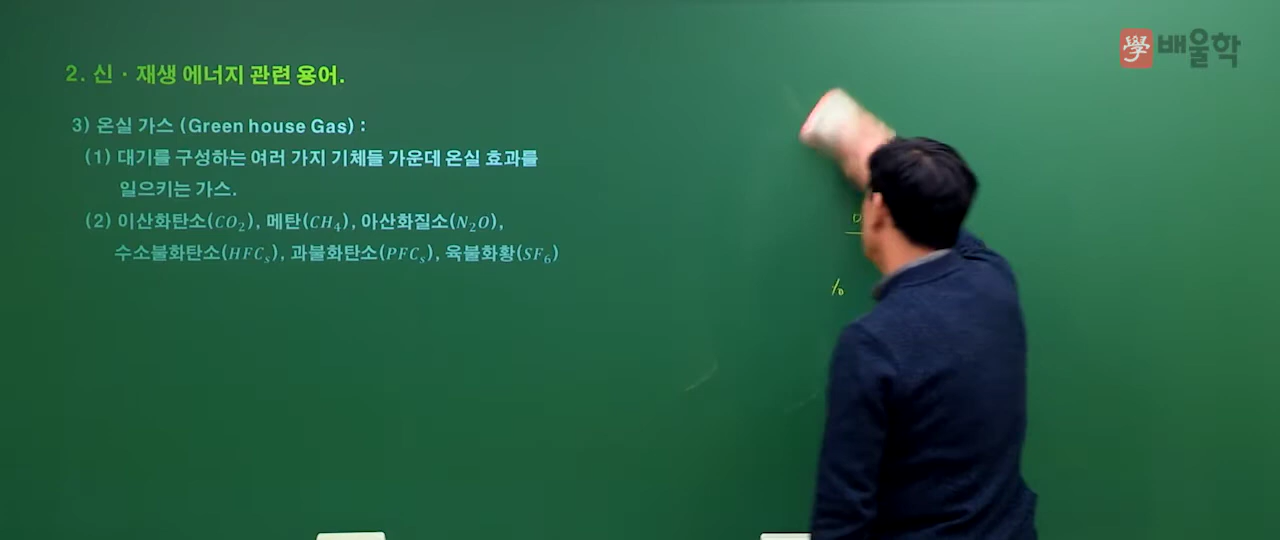 學 배울학
2. 신 · 재생 에너지 관련 용어.
3) 온실 가스 (Green house Gas) :
(1) 대기를 구성하는 여러 가지 기체들 가운데 온실 효과를
일으키는 가스.
(2) 이산화탄소(CO₂), 메탄(CH₄), 아산화질소(N₂O),
수소불화탄소(HFCₛ), 과불화탄소(PFCₛ), 육불화황(SF₆)
%